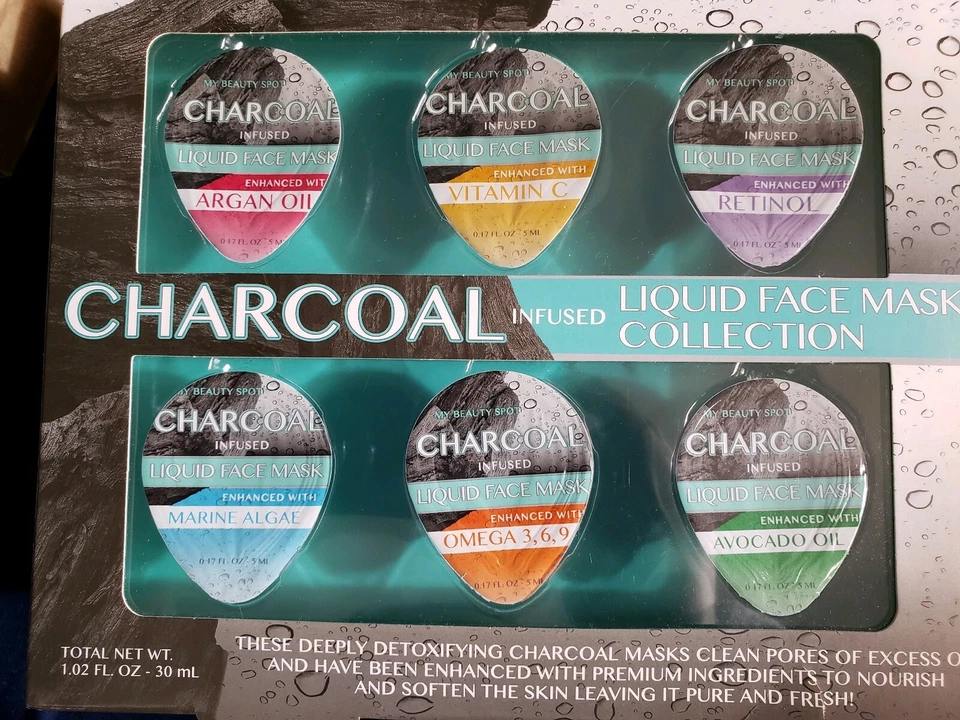 MY BEAUTY SPOT
CHARCOAL
INFUSED
LIQUID FACE MASK
ENHANCED WIT
ARGAN OIL
0.17 FL. OZ - 5 ML
MY BEAUTY SPOT
CHARCOAL
INFUSED
LIQUID FACE MASK
ENHANCED WITH
VITAMIN C
0.17 FL. OZ - 5 ML
MY BEAUTY SPOT
CHARCOAL
INFUSED
LIQUID FACE MASK
ENHANCED WITH
RETINOL
0.17 FL. OZ - 5 ML
CHARCOAL INFUSED LIQUID FACE MASK
COLLECTION
MY BEAUTY SPOT
CHARCOAL
INFUSED
LIQUID FACE MASK
ENHANCED WITH
MARINE ALGAE
0.17 FL. OZ - 5 ML
MY BEAUTY SPOT
CHARCOAL
INFUSED
LIQUID FACE MASK
ENHANCED WITH
OMEGA 3,6,9
0.17 FL. OZ - 5 ML
MY BEAUTY SPOT
CHARCOAL
INFUSED
LIQUID FACE MASK
ENHANCED WITH
AVOCADO OIL
0.17 FL. OZ - 5 ML
TOTAL NET WT.
1.02 FL. OZ - 30 mL
THESE DEEPLY DETOXIFYING CHARCOAL MASKS CLEAN PORES OF EXCESS O
AND HAVE BEEN ENHANCED WITH PREMIUM INGREDIENTS TO NOURISH
AND SOFTEN THE SKIN LEAVING IT PURE AND FRESH!